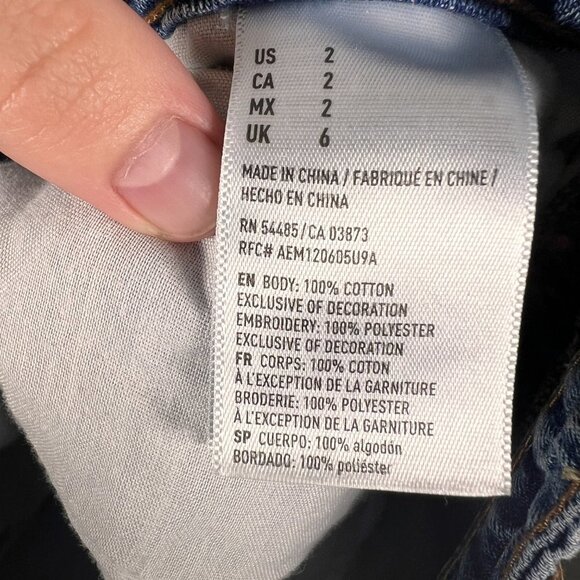 US 2
CA 2
MX 2
UK 6
MADE IN CHINA / FABRIQUÉ EN CHINE /
HECHO EN CHINA
RN 54485/CA 03873
RFC# AEM120605U9A
EN BODY: 100% COTTON
EXCLUSIVE OF DECORATION
EMBROIDERY: 100% POLYESTER
EXCLUSIVE OF DECORATION
FR CORPS: 100% COTON
À L'EXCEPTION DE LA GARNITURE
BRODERIE: 100% POLYESTER
À L'EXCEPTION DE LA GARNITURE
SP CUERPO: 100% algodón
BORDADO: 100% poliéster